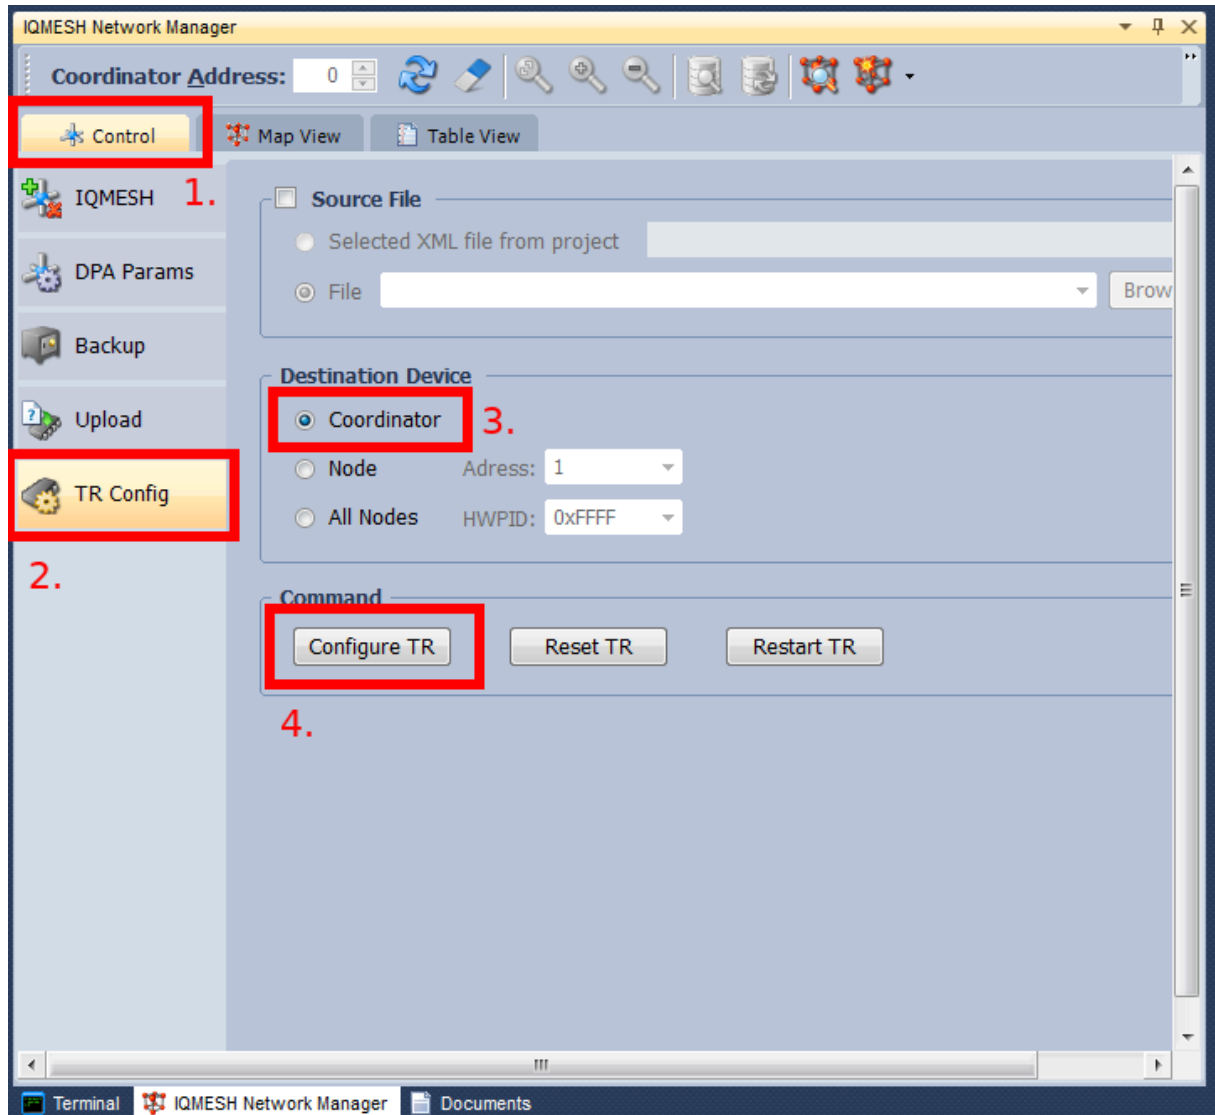 IQMESH Network Manager
Coordinator Address: 0
Control Map View Table View
1.
IQMESH
DPA Params
Backup
Upload
TR Config
2.
Source File
Selected XML file from project
File Brow
Destination Device
Coordinator 3.
Node Adress: 1
All Nodes HWPID: 0xFFFF
Command
Configure TR Reset TR Restart TR
4.
Terminal IQMESH Network Manager Documents